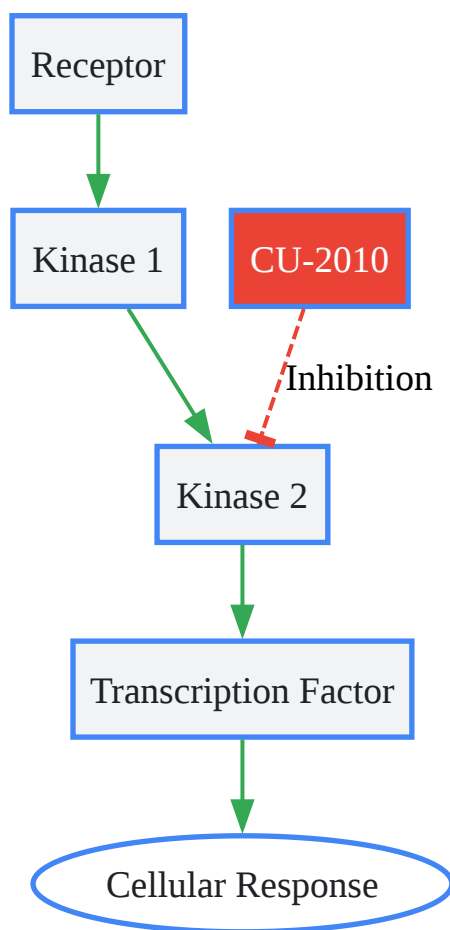 Receptor
Kinase 1
CU-2010
Inhibition
Kinase 2
Transcription Factor
Cellular Response